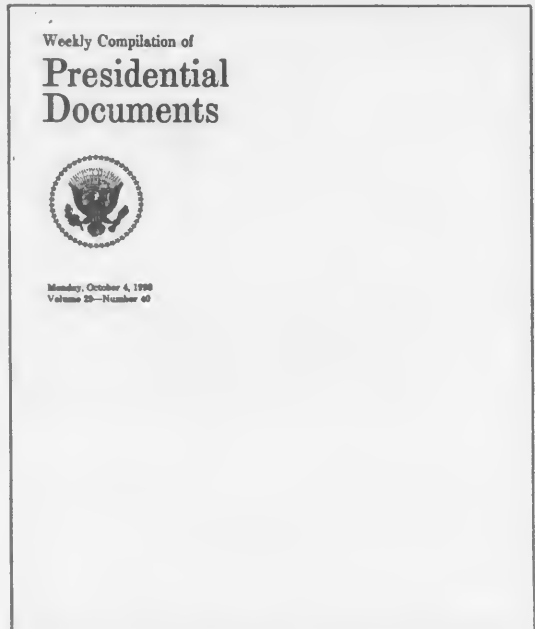 Weekly Compilation of
Presidential
Documents
Monday, October 4, 1993
Volume 29—Number 40